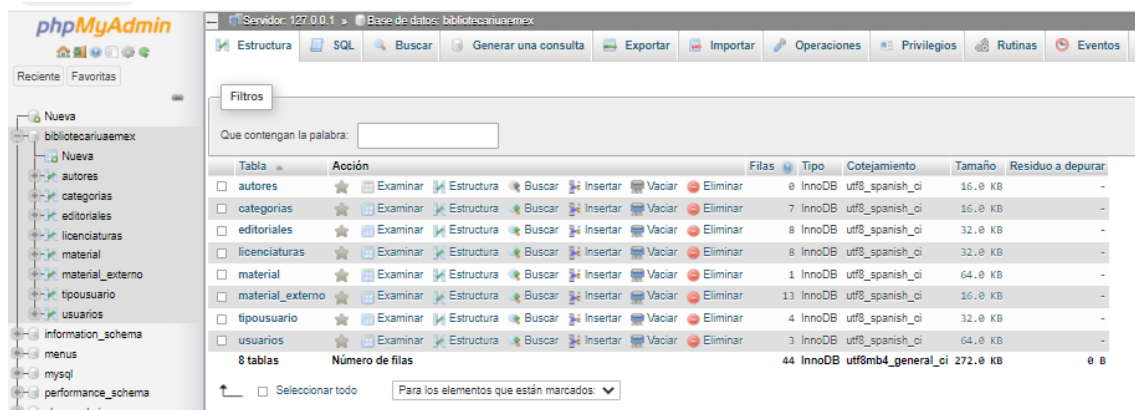 phpMyAdmin
Reciente Favoritas
Nueva
bibliotecariuaemex
Nueva
autores
categorias
editoriales
licenciaturas
material
material_externo
tipousuario
usuarios
information_schema
menus
mysql
performance_schema
Servidor: 127.0.0.1 » Base de datos: bibliotecariuaemex
Estructura SQL Buscar Generar una consulta Exportar Importar Operaciones Privilegios Rutinas Eventos
Filtros
Que contengan la palabra:
Tabla Acción Filas Tipo Cotejamiento Tamaño Residuo a depurar
autores Examinar Estructura Buscar Insertar Vaciar Eliminar 0 InnoDB utf8_spanish_ci 16.0 KB -
categorias Examinar Estructura Buscar Insertar Vaciar Eliminar 7 InnoDB utf8_spanish_ci 16.0 KB -
editoriales Examinar Estructura Buscar Insertar Vaciar Eliminar 8 InnoDB utf8_spanish_ci 32.0 KB -
licenciaturas Examinar Estructura Buscar Insertar Vaciar Eliminar 8 InnoDB utf8_spanish_ci 32.0 KB -
material Examinar Estructura Buscar Insertar Vaciar Eliminar 1 InnoDB utf8_spanish_ci 64.0 KB -
material_externo Examinar Estructura Buscar Insertar Vaciar Eliminar 13 InnoDB utf8_spanish_ci 16.0 KB -
tipousuario Examinar Estructura Buscar Insertar Vaciar Eliminar 4 InnoDB utf8_spanish_ci 32.0 KB -
usuarios Examinar Estructura Buscar Insertar Vaciar Eliminar 3 InnoDB utf8_spanish_ci 64.0 KB -
8 tablas Número de filas 44 InnoDB utf8mb4_general_ci 272.0 KB 0 B
Seleccionar todo Para los elementos que están marcados: